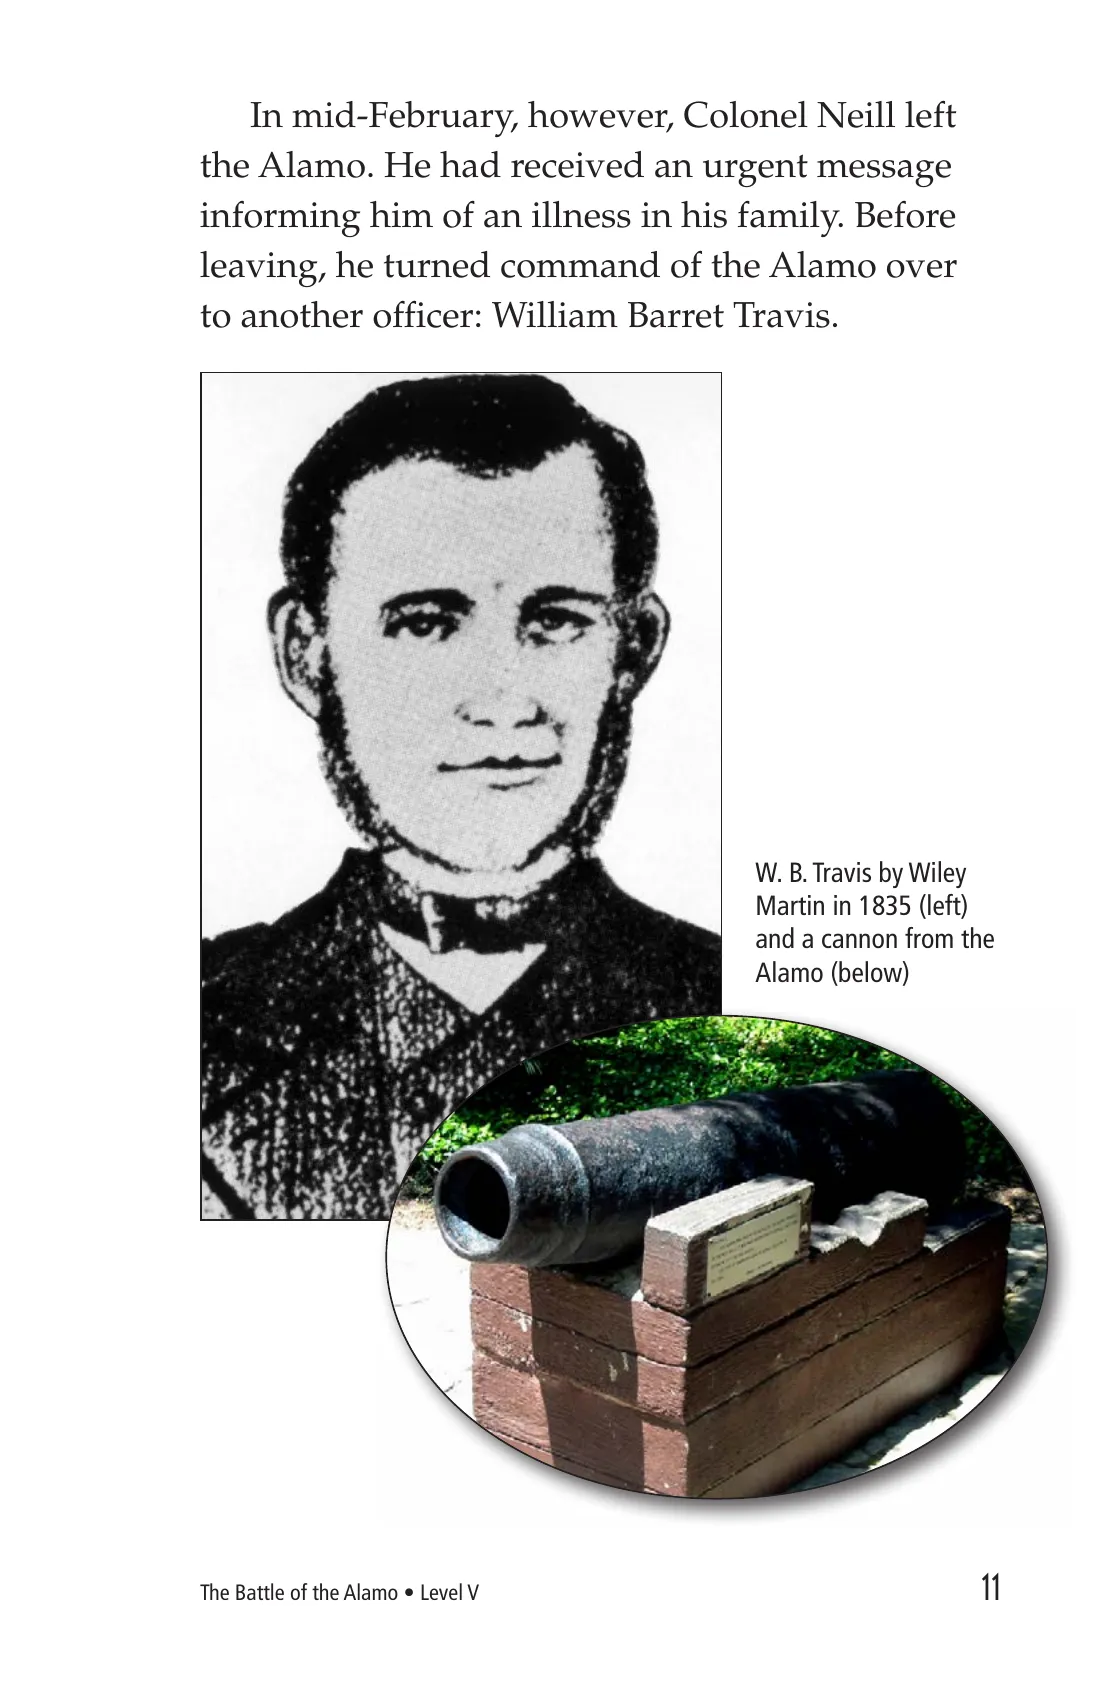 In mid-February, however, Colonel Neill left
the Alamo. He had received an urgent message
informing him of an illness in his family. Before
leaving, he turned command of the Alamo over
to another officer: William Barret Travis.
W. B. Travis by Wiley
Martin in 1835 (left)
and a cannon from the
Alamo (below)
The Battle of the Alamo • Level V
11